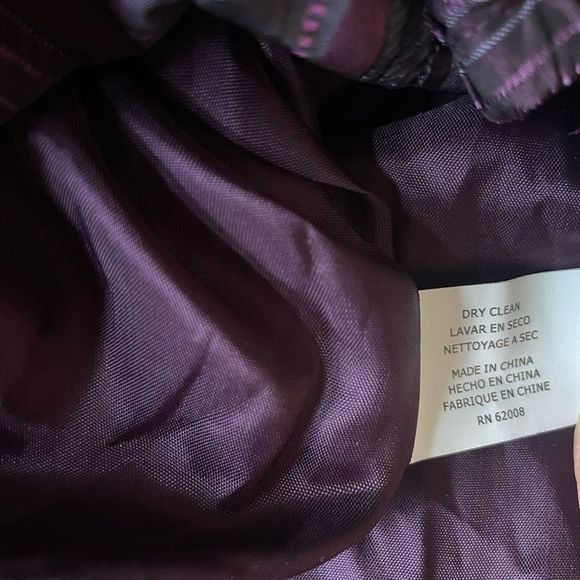 DRY CLEAN
LAVAR EN SECO
NETTOYAGE A SEC
MADE IN CHINA
HECHO EN CHINA
FABRIQUE EN CHINE
RN 62008